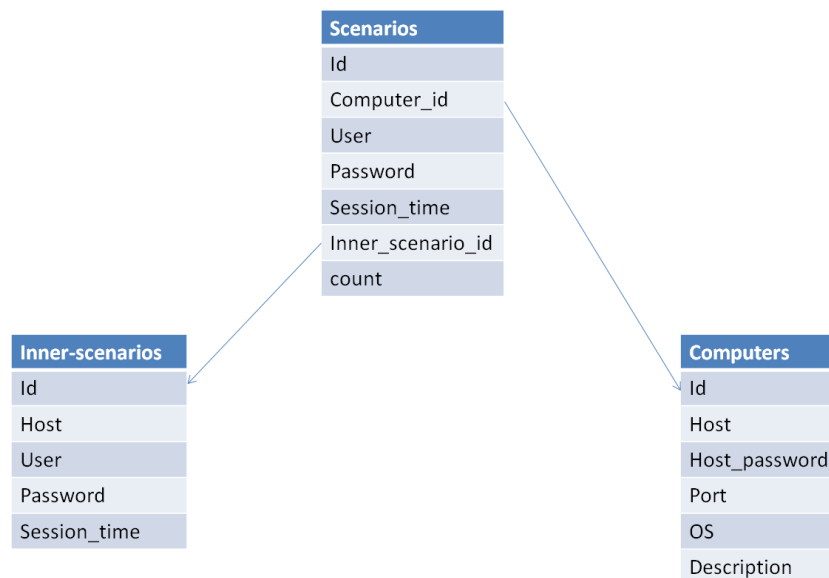 Scenarios
Id
Computer_id
User
Password
Session_time
Inner_scenario_id
count
Inner-scenarios
Id
Host
User
Password
Session_time
Computers
Id
Host
Host_password
Port
OS
Description